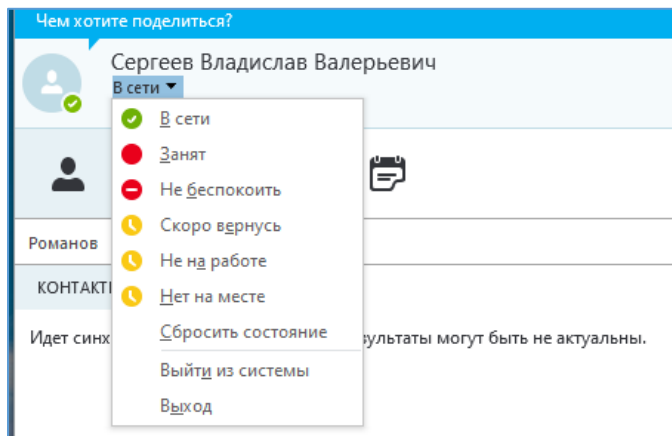 Чем хотите поделиться?
Сергеев Владислав Валерьевич
В сети
В сети
Занят
Не беспокоить
Скоро вернусь
Не на работе
Романов
Нет на месте
КОНТАКТ
Сбросить состояние
Идет синх зультаты могут быть не актуальны.
Выйти из системы
Выход